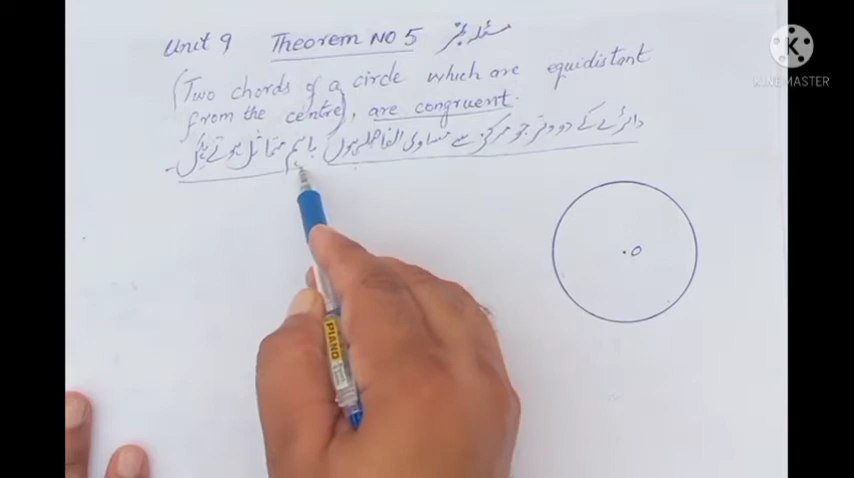 Unit 9 Theorem NO 5 مسئلہ نمبر
(Two chords of a circle which are equidistant
from the centre), are congruent.
دائرے کے دو وتر جو مرکز سے مساوی الفاصلہ ہوں باہم متماثل ہوتے ہیں۔
O
PIANO
K
KINEMASTER